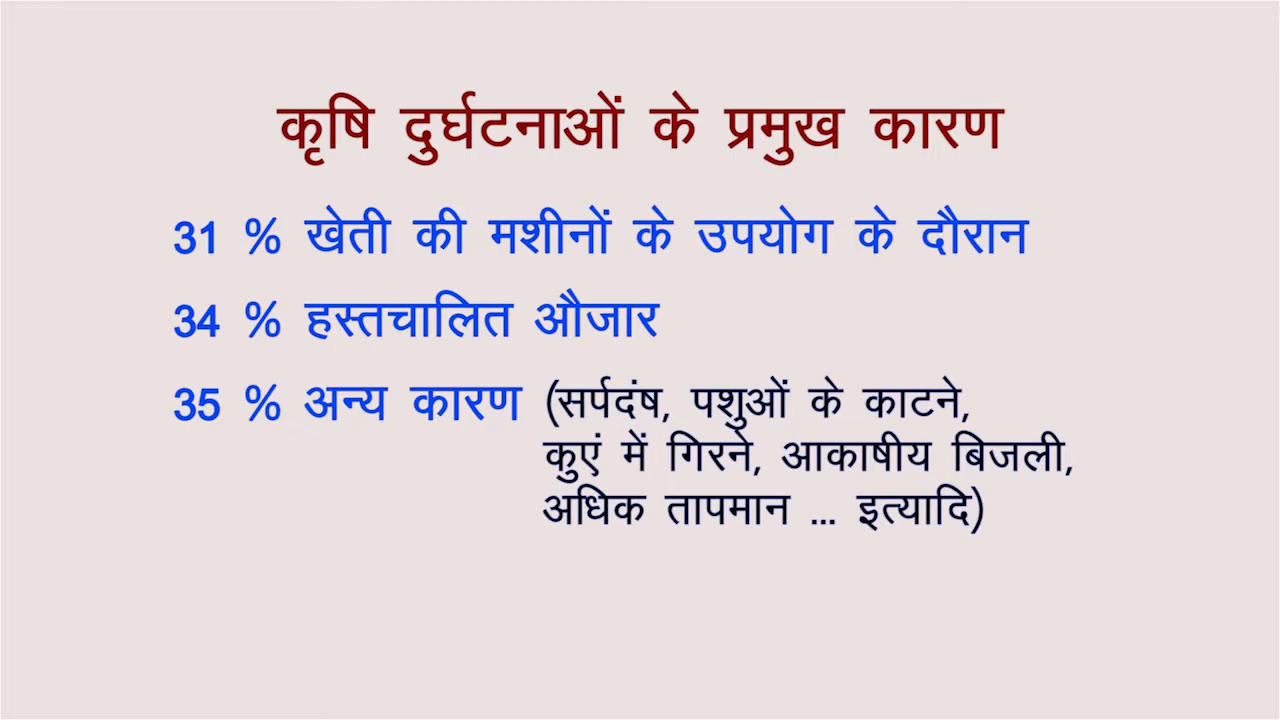 कृषि दुर्घटनाओं के प्रमुख कारण
31 % खेती की मशीनों के उपयोग के दौरान
34 % हस्तचालित औजार
35 % अन्य कारण (सर्पदंष, पशुओं के काटने,
कुएं में गिरने, आकाषीय बिजली,
अधिक तापमान ... इत्यादि)